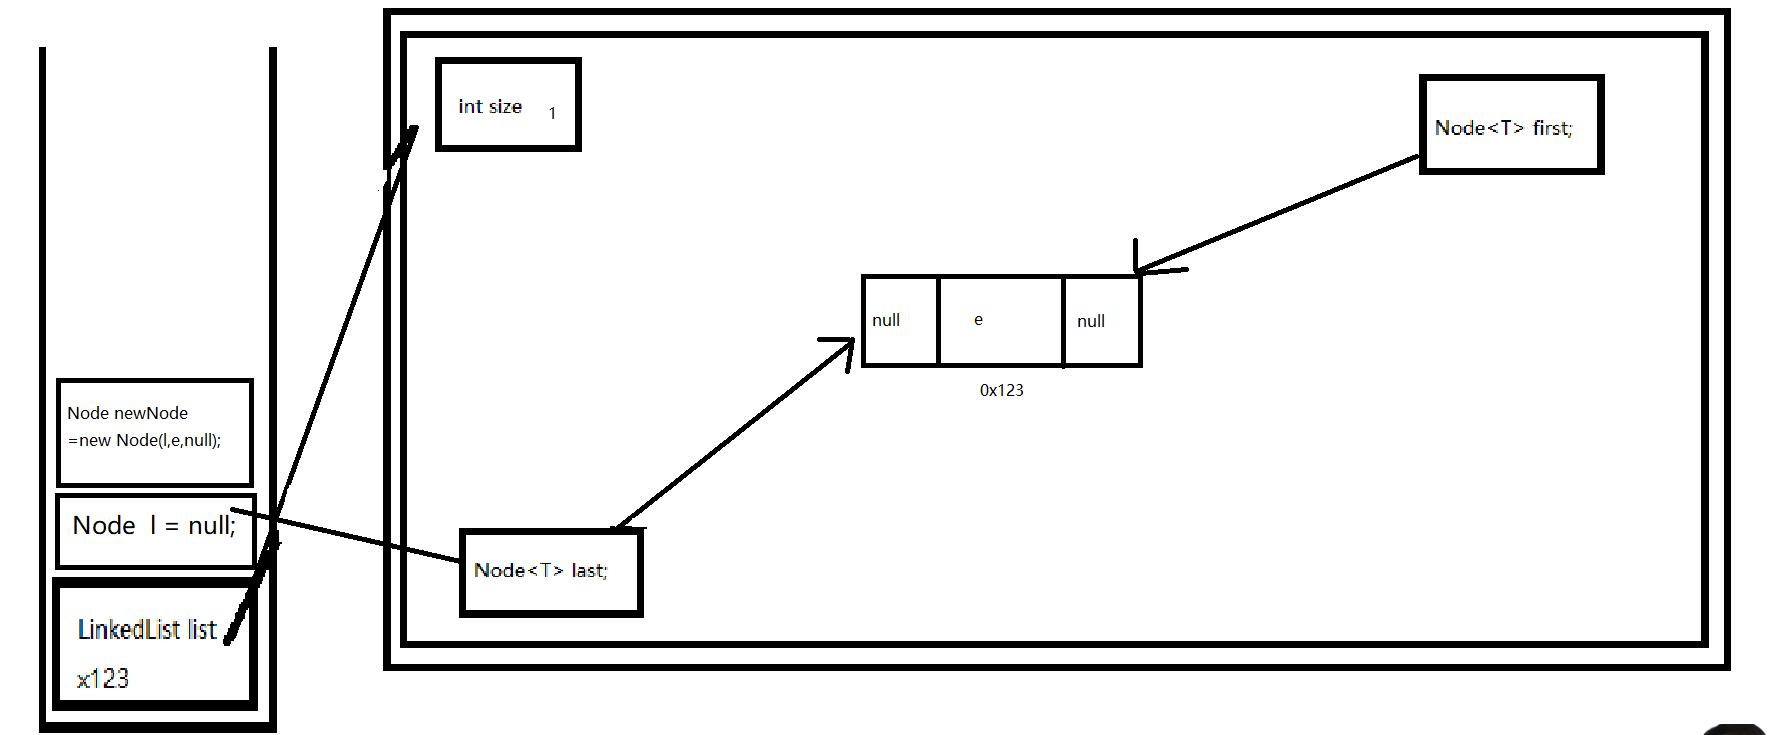 int size 1
Node<T> first;
null e null
0x123
Node newNode
=new Node(l,e,null);
Node l = null;
Node<T> last;
LinkedList list
x123